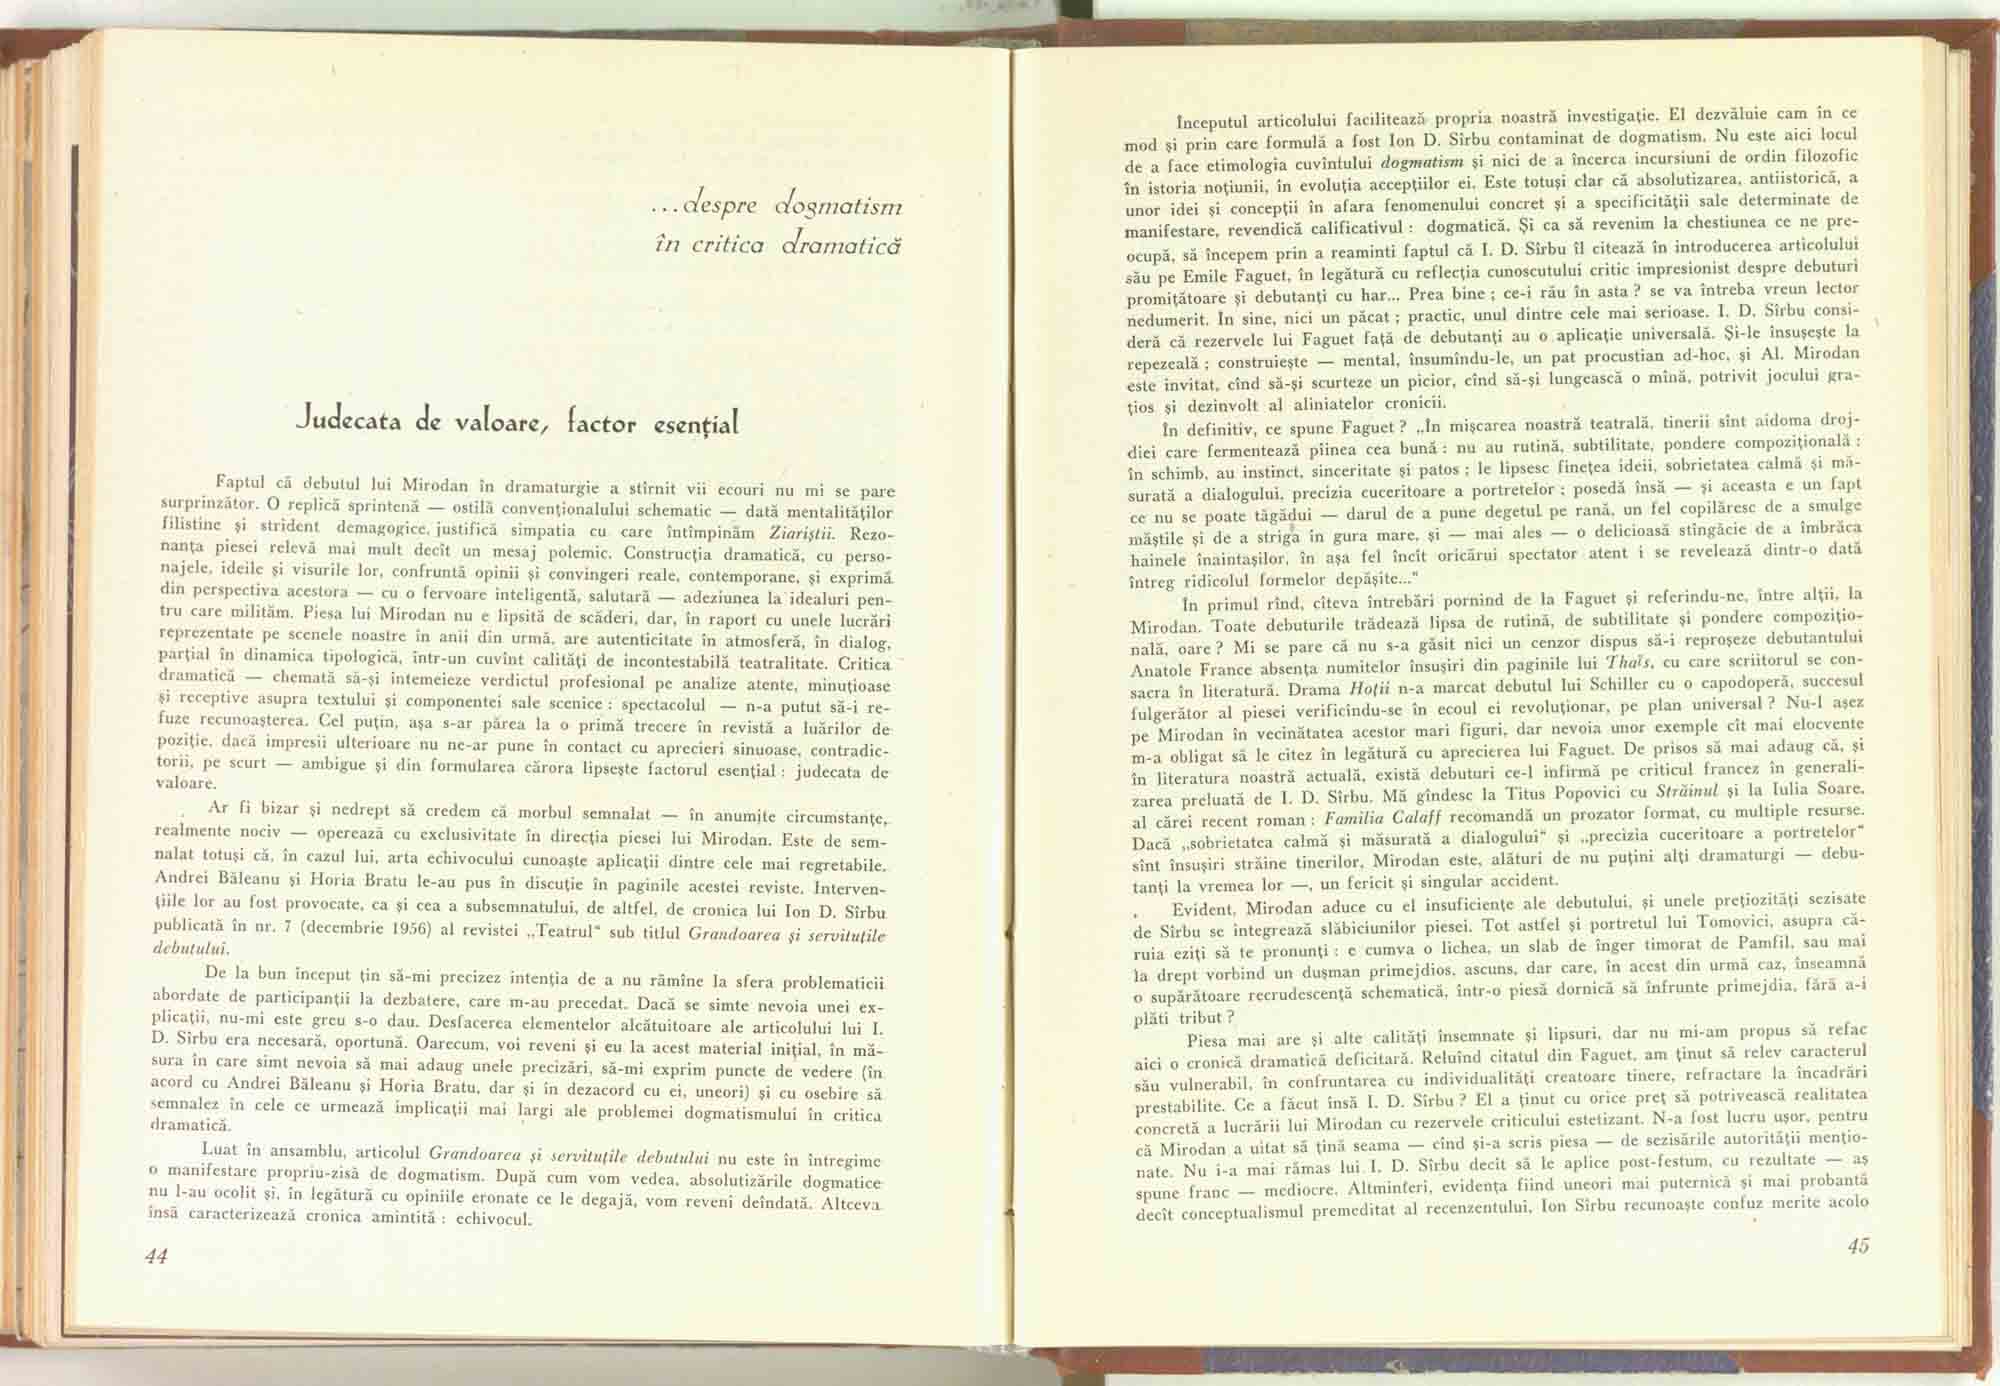 ...despre dogmatism
în critica dramatică
Judecata de valoare, factor esențial
Faptul că debutul lui Mirodan în dramaturgie a stîrnit vii ecouri nu mi se pare
surprinzător. O replică sprintenă — ostilă convenționalului schematic — dată mentalităților
filistine și strident demagogice, justifică simpatia cu care întîmpinăm Ziariștii. Rezo-
nanța piesei relevă mai mult decît un mesaj polemic. Construcția dramatică, cu perso-
najele, ideile și visurile lor, confruntă opinii și convingeri reale, contemporane, și exprimă
din perspectiva acestora — cu o fervoare inteligentă, salutară — adeziunea la idealuri pen-
tru care milităm. Piesa lui Mirodan nu e lipsită de scăderi, dar, în raport cu unele lucrări
reprezentate pe scenele noastre în anii din urmă, are autenticitate în atmosferă, în dialog,
parțial în dinamica tipologică, într-un cuvînt calități de incontestabilă teatralitate. Critica
dramatică — chemată să-și întemeieze verdictul profesional pe analize atente, minuțioase
și receptive asupra textului și componentei sale scenice : spectacolul — n-a putut să-i re-
fuze recunoașterea. Cel puțin, așa s-ar părea la o primă trecere în revistă a luărilor de
poziție, dacă impresii ulterioare nu ne-ar pune în contact cu aprecieri sinuoase, contradic-
torii, pe scurt — ambigue și din formularea cărora lipsește factorul esențial : judecata de
valoare.
Ar fi bizar și nedrept să credem că morbul semnalat — în anumite circumstanțe,
realmente nociv — operează cu exclusivitate în direcția piesei lui Mirodan. Este de sem-
nalat totuși că, în cazul lui, arta echivocului cunoaște aplicații dintre cele mai regretabile.
Andrei Băleanu și Horia Bratu le-au pus în discuție în paginile acestei reviste. Interven-
țiile lor au fost provocate, ca și cea a subsemnatului, de altfel, de cronica lui Ion D. Sîrbu
publicată în nr. 7 (decembrie 1956) al revistei „Teatrul“ sub titlul Grandoarea și servituțile
debutului.
De la bun început țin să-mi precizez intenția de a nu rămîne la sfera problematicii
abordate de participanții la dezbatere, care m-au precedat. Dacă se simte nevoia unei ex-
plicații, nu-mi este greu s-o dau. Desfacerea elementelor alcătuitoare ale articolului lui I.
D. Sîrbu era necesară, oportună. Oarecum, voi reveni și eu la acest material inițial, în mă-
sura în care simt nevoia să mai adaug unele precizări, să-mi exprim puncte de vedere (în
acord cu Andrei Băleanu și Horia Bratu, dar și în dezacord cu ei, uneori) și cu osebire să
semnalez în cele ce urmează implicații mai largi ale problemei dogmatismului în critica
dramatică.
Luat în ansamblu, articolul Grandoarea și servituțile debutului nu este în întregime
o manifestare propriu-zisă de dogmatism. După cum vom vedea, absolutizările dogmatice
nu l-au ocolit și, în legătură cu opiniile eronate ce le degajă, vom reveni deîndată. Altceva
însă caracterizează cronica amintită : echivocul.
44
Inceputul articolului facilitează propria noastră investigație. El dezvăluie cam în ce
mod și prin care formulă a fost Ion D. Sîrbu contaminat de dogmatism. Nu este aici locul
de a face etimologia cuvîntului dogmatism și nici de a încerca incursiuni de ordin filozofic
în istoria noțiunii, în evoluția accepțiilor ei. Este totuși clar că absolutizarea, antiistorică, a
unor idei și concepții în afara fenomenului concret și a specificității sale determinate de
manifestare, revendică calificativul : dogmatică. Și ca să revenim la chestiunea ce ne pre-
ocupă, să începem prin a reaminti faptul că I. D. Sîrbu îl citează în introducerea articolului
său pe Emile Faguet, în legătură cu reflecția cunoscutului critic impresionist despre debuturi
promițătoare și debutanți cu har... Prea bine ; ce-i rău în asta ? se va întreba vreun lector
nedumerit. In sine, nici un păcat ; practic, unul dintre cele mai serioase. I. D. Sîrbu consi-
deră că rezervele lui Faguet față de debutanți au o aplicație universală. Și-le însușește la
repezeală ; construiește — mental, însumîndu-le, un pat procustian ad-hoc, și Al. Mirodan
este invitat, cînd să-și scurteze un picior, cînd să-și lungească o mînă, potrivit jocului gra-
țios și dezinvolt al aliniatelor cronicii.
În definitiv, ce spune Faguet ? „In mișcarea noastră teatrală, tinerii sînt aidoma droj-
diei care fermentează pîinea cea bună : nu au rutină, subtilitate, pondere compozițională :
în schimb, au instinct, sinceritate și patos ; le lipsesc finețea ideii, sobrietatea calmă și mă-
surată a dialogului, precizia cuceritoare a portretelor ; posedă însă — și aceasta e un fapt
ce nu se poate tăgădui — darul de a pune degetul pe rană, un fel copilăresc de a smulge
măștile și de a striga în gura mare, și — mai ales — o delicioasă stîngăcie de a îmbrăca
hainele înaintașilor, în așa fel încît oricărui spectator atent i se revelează dintr-o dată
întreg ridicolul formelor depășite...“
In primul rînd, cîteva întrebări pornind de la Faguet și referindu-ne, între alții, la
Mirodan. Toate debuturile trădează lipsa de rutină, de subtilitate și pondere compozițio-
nală, oare ? Mi se pare că nu s-a găsit nici un cenzor dispus să-i reproșeze debutantului
Anatole France absența numitelor însușiri din paginile lui Thaïs, cu care scriitorul se con-
sacra în literatură. Drama Hoții n-a marcat debutul lui Schiller cu o capodoperă, succesul
fulgerător al piesei verificîndu-se în ecoul ei revoluționar, pe plan universal ? Nu-l așez
pe Mirodan în vecinătatea acestor mari figuri, dar nevoia unor exemple cît mai elocvente
m-a obligat să le citez în legătură cu aprecierea lui Faguet. De prisos să mai adaug că, și
în literatura noastră actuală, există debuturi ce-l infirmă pe criticul francez în generali-
zarea preluată de I. D. Sîrbu. Mă gîndesc la Titus Popovici cu Străinul și la Iulia Soare,
al cărei recent roman : Familia Calaff recomandă un prozator format, cu multiple resurse.
Dacă „sobrietatea calmă și măsurată a dialogului“ și „precizia cuceritoare a portretelor“
sînt însușiri străine tinerilor, Mirodan este, alături de nu puțini alți dramaturgi — debu-
tanți la vremea lor —, un fericit și singular accident.
Evident, Mirodan aduce cu el insuficiențe ale debutului, și unele prețiozități sezisate
de Sîrbu se integrează slăbiciunilor piesei. Tot astfel și portretul lui Tomovici, asupra că-
ruia eziți să te pronunți : e cumva o lichea, un slab de înger timorat de Pamfil, sau mai
la drept vorbind un dușman primejdios, ascuns, dar care, în acest din urmă caz, înseamnă
o supărătoare recrudescență schematică, într-o piesă dornică să înfrunte primejdia, fără a-i
plăti tribut ?
Piesa mai are și alte calități însemnate și lipsuri, dar nu mi-am propus să refac
aici o cronică dramatică deficitară. Reluînd citatul din Faguet, am ținut să relev caracterul
său vulnerabil, în confruntarea cu individualități creatoare tinere, refractare la încadrări
prestabilite. Ce a făcut însă I. D. Sîrbu ? El a ținut cu orice preț să potrivească realitatea
concretă a lucrării lui Mirodan cu rezervele criticului estetizant. N-a fost lucru ușor, pentru
că Mirodan a uitat să țină seama — cînd și-a scris piesa — de sezisările autorității mențio-
nate. Nu i-a mai rămas lui I. D. Sîrbu decît să le aplice post-festum, cu rezultate — aș
spune franc — mediocre. Altminteri, evidența fiind uneori mai puternică și mai probantă
decît conceptualismul premeditat al recenzentului, Ion Sîrbu recunoaște confuz merite acolo
45